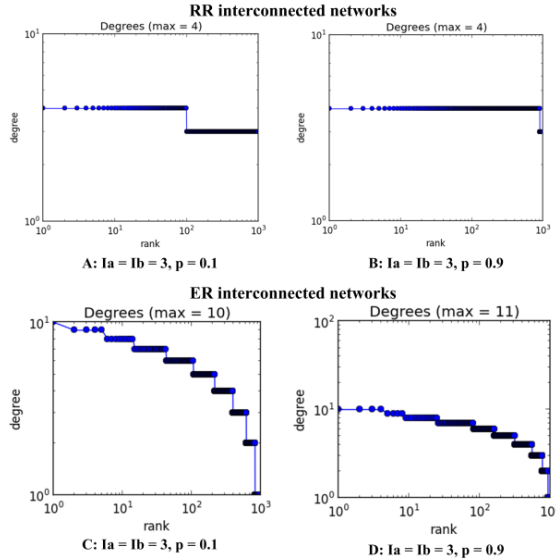 RR interconnected networks
Degrees (max = 4)
Degrees (max = 4)
10^1
10^1
degree
degree
10^0
10^0
10^0
10^1
10^2
10^3
10^0
10^1
10^2
10^3
rank
rank
A: Ia = Ib = 3, p = 0.1
B: Ia = Ib = 3, p = 0.9
ER interconnected networks
Degrees (max = 10)
Degrees (max = 11)
10^1
10^2
degree
degree
10^1
10^0
10^0
10^0
10^1
10^2
10^3
10^0
10^1
10^2
10^3
rank
rank
C: Ia = Ib = 3, p = 0.1
D: Ia = Ib = 3, p = 0.9